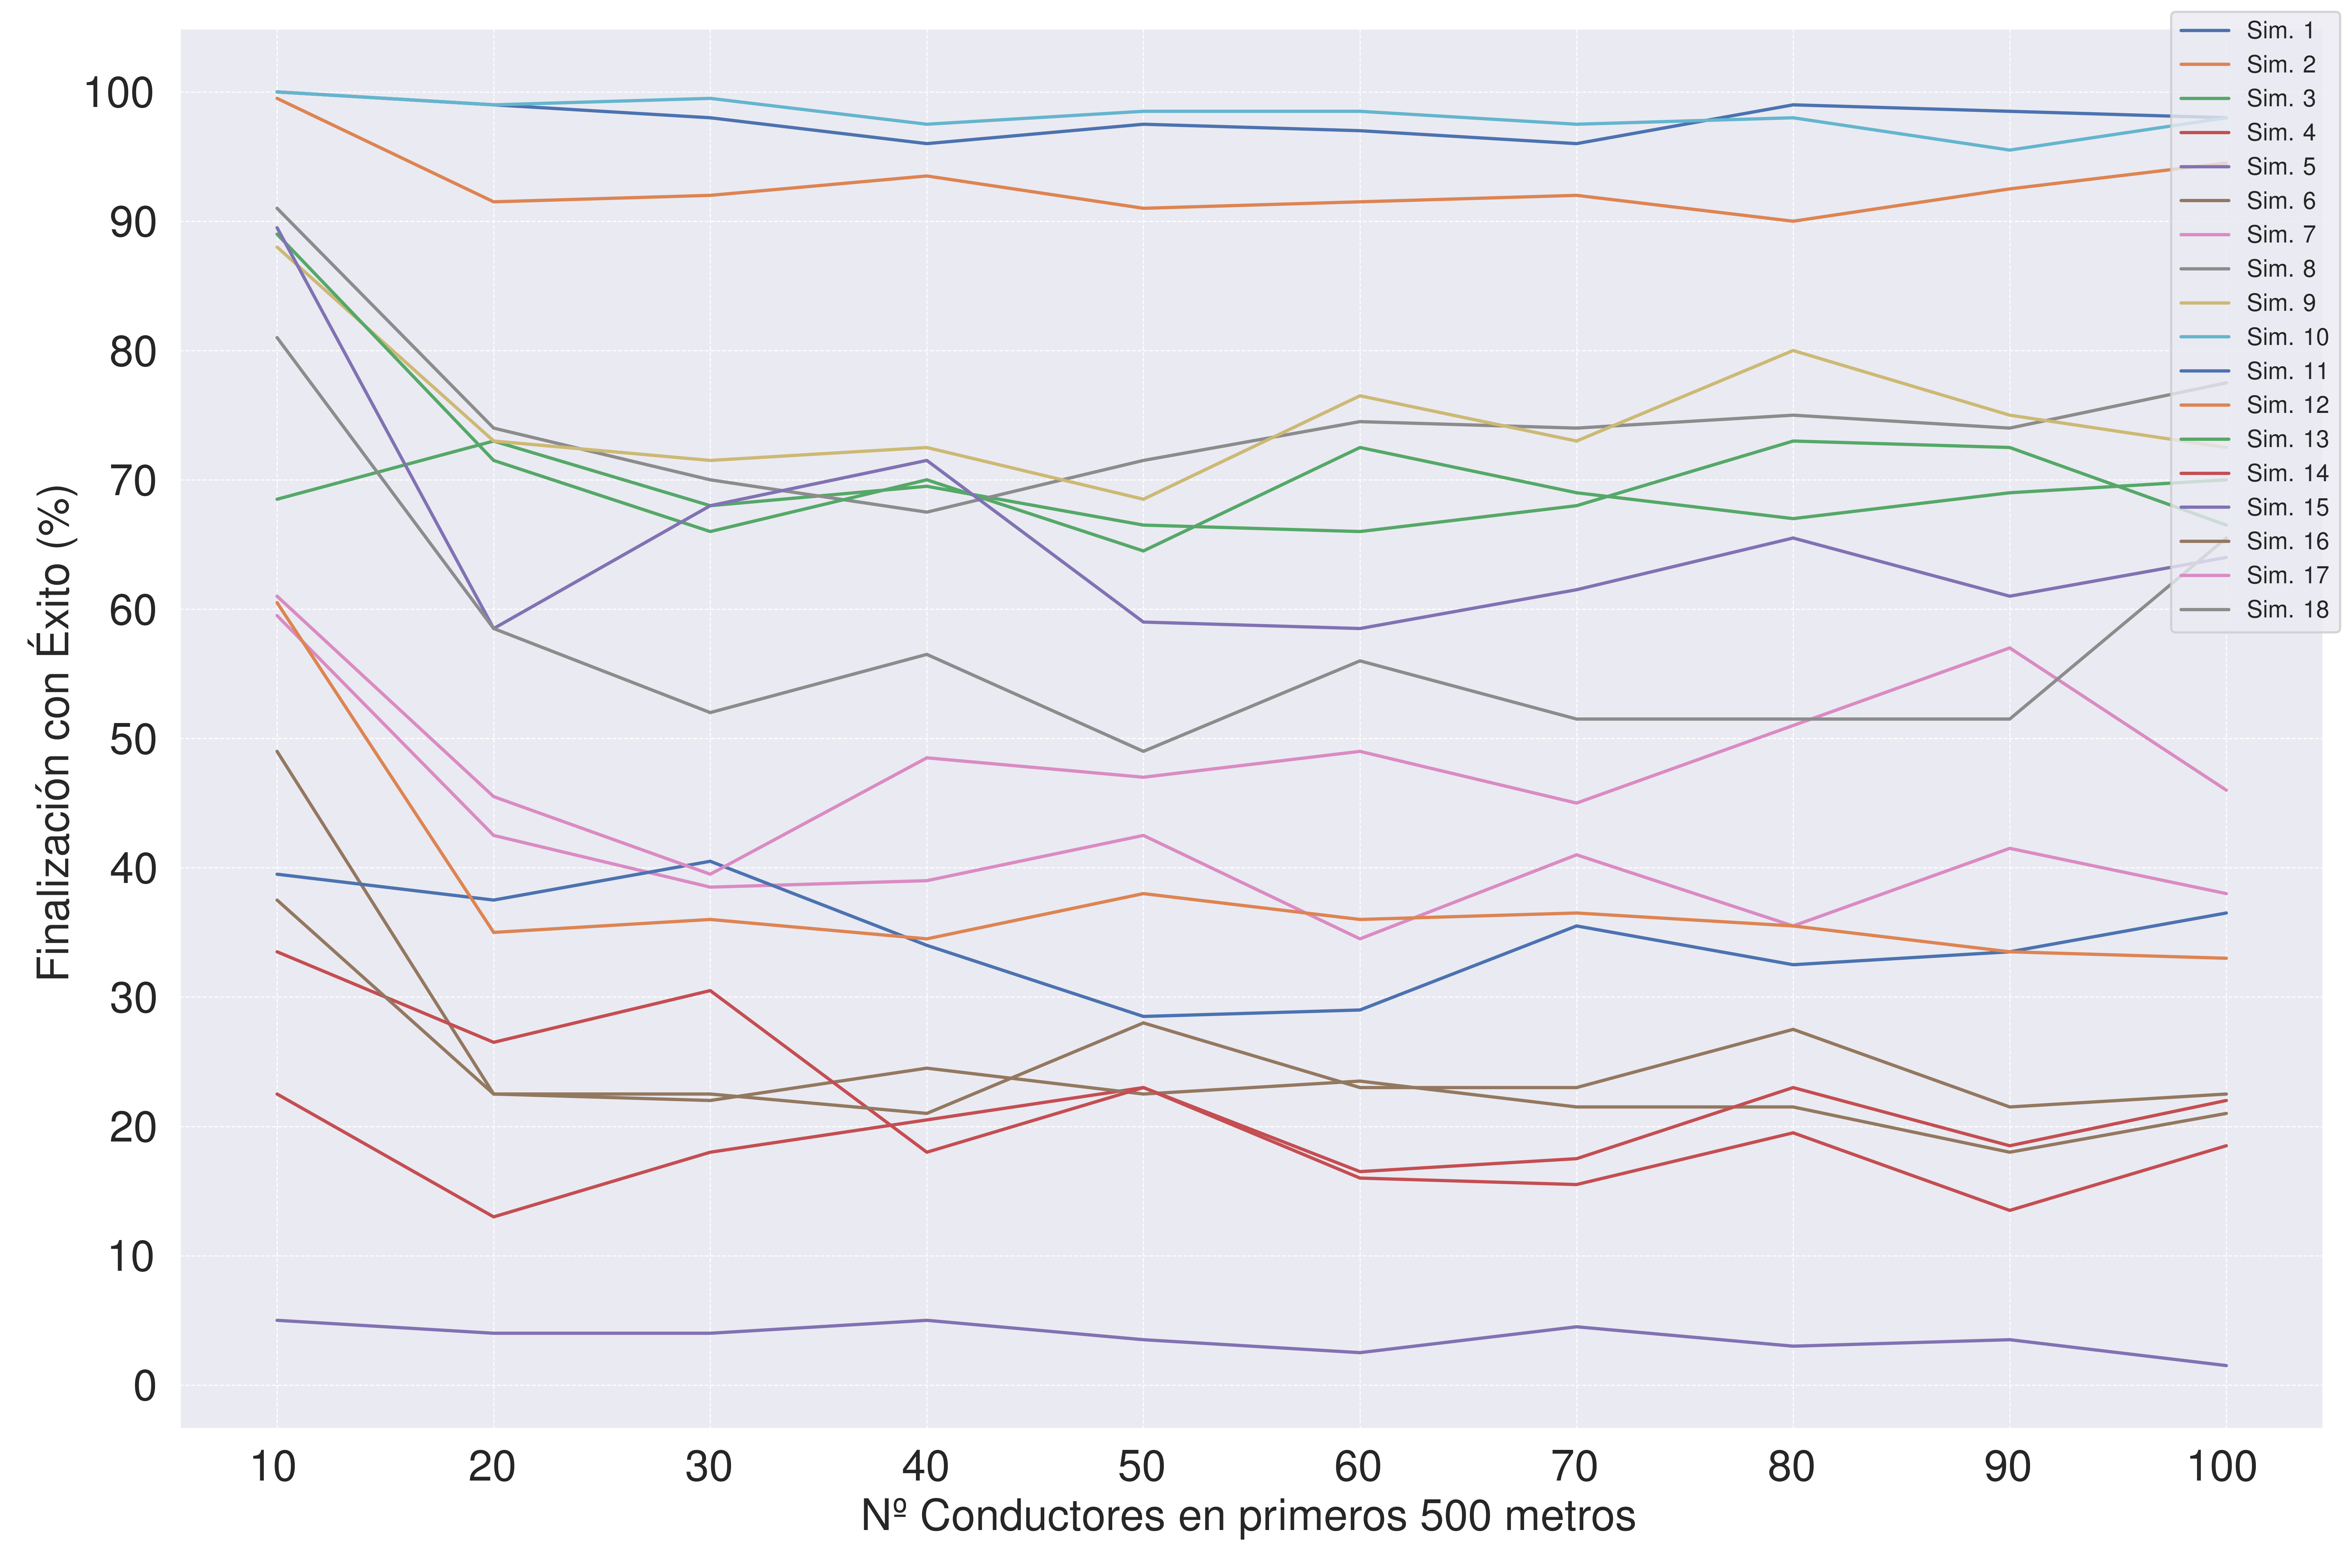 Finalización con Éxito (%)
100
90
80
70
60
50
40
30
20
10
0
10 20 30 40 50 60 70 80 90 100
Nº Conductores en primeros 500 metros
Sim. 1
Sim. 2
Sim. 3
Sim. 4
Sim. 5
Sim. 6
Sim. 7
Sim. 8
Sim. 9
Sim. 10
Sim. 11
Sim. 12
Sim. 13
Sim. 14
Sim. 15
Sim. 16
Sim. 17
Sim. 18